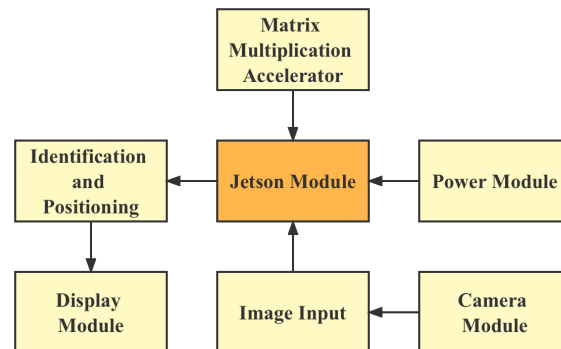 Matrix
Multiplication
Accelerator
Identification
and
Positioning
Jetson Module
Power Module
Display
Module
Image Input
Camera
Module